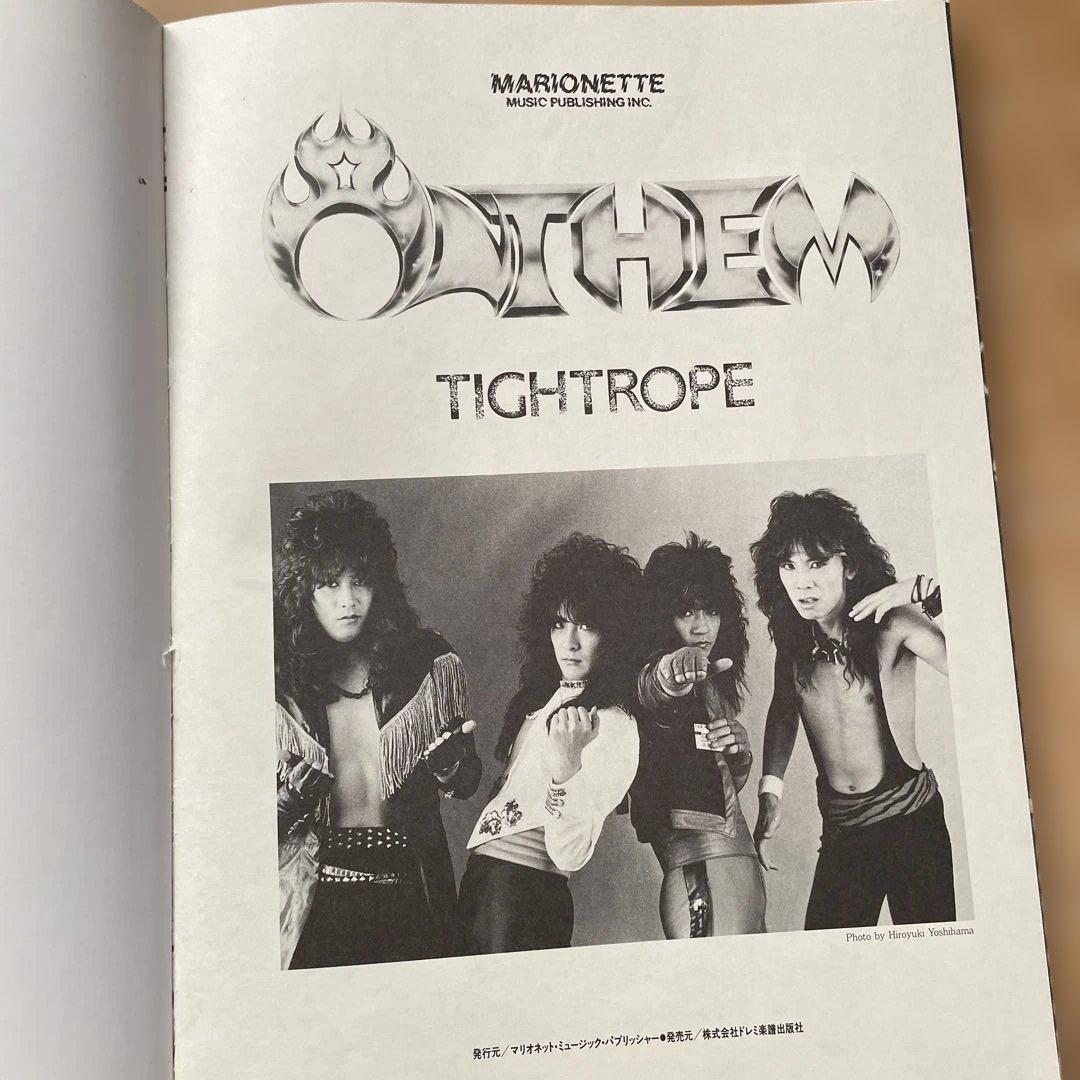 MARIONETTE
MUSIC PUBLISHING INC.
ANTHEM
TIGHTROPE
Photo by Hiroyuki Yoshihama
発行元／マリオネット・ミュージック・パブリッシャー●発売元／株式会社ドレミ楽譜出版社